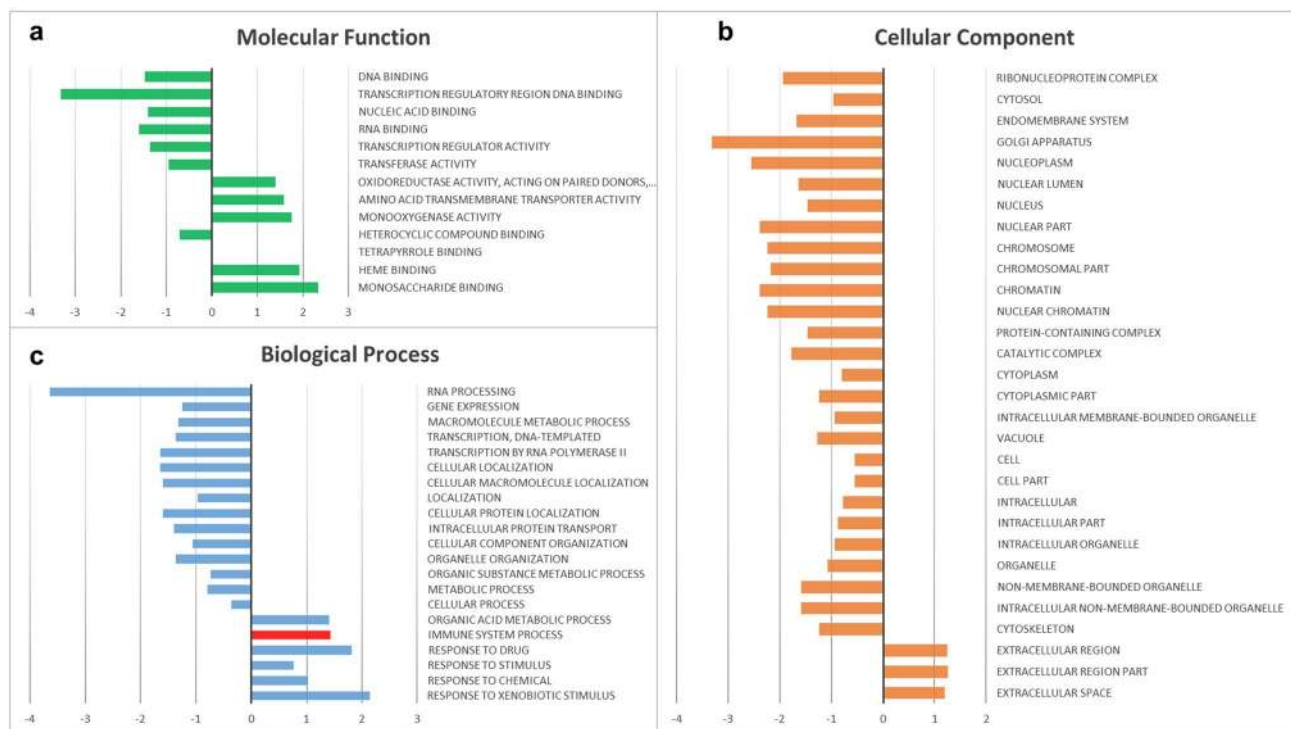 a
Molecular Function
DNA BINDING
TRANSCRIPTION REGULATORY REGION DNA BINDING
NUCLEIC ACID BINDING
RNA BINDING
TRANSCRIPTION REGULATOR ACTIVITY
TRANSFERASE ACTIVITY
OXIDOREDUCTASE ACTIVITY, ACTING ON PAIRED DONORS,...
AMINO ACID TRANSMEMBRANE TRANSPORTER ACTIVITY
MONOOXYGENASE ACTIVITY
HETEROCYCLIC COMPOUND BINDING
TETRAPYRROLE BINDING
HEME BINDING
MONOSACCHARIDE BINDING
-4 -3 -2 -1 0 1 2 3
c
Biological Process
RNA PROCESSING
GENE EXPRESSION
MACROMOLECULE METABOLIC PROCESS
TRANSCRIPTION, DNA-TEMPLATED
TRANSCRIPTION BY RNA POLYMERASE II
CELLULAR LOCALIZATION
CELLULAR MACROMOLECULE LOCALIZATION
LOCALIZATION
CELLULAR PROTEIN LOCALIZATION
INTRACELLULAR PROTEIN TRANSPORT
CELLULAR COMPONENT ORGANIZATION
ORGANELLE ORGANIZATION
ORGANIC SUBSTANCE METABOLIC PROCESS
METABOLIC PROCESS
CELLULAR PROCESS
ORGANIC ACID METABOLIC PROCESS
IMMUNE SYSTEM PROCESS
RESPONSE TO DRUG
RESPONSE TO STIMULUS
RESPONSE TO CHEMICAL
RESPONSE TO XENOBIOTIC STIMULUS
-4 -3 -2 -1 0 1 2 3
b
Cellular Component
RIBONUCLEOPROTEIN COMPLEX
CYTOSOL
ENDOMEMBRANE SYSTEM
GOLGI APPARATUS
NUCLEOPLASM
NUCLEAR LUMEN
NUCLEUS
NUCLEAR PART
CHROMOSOME
CHROMOSOMAL PART
CHROMATIN
NUCLEAR CHROMATIN
PROTEIN-CONTAINING COMPLEX
CATALYTIC COMPLEX
CYTOPLASM
CYTOPLASMIC PART
INTRACELLULAR MEMBRANE-BOUNDED ORGANELLE
VACUOLE
CELL
CELL PART
INTRACELLULAR
INTRACELLULAR PART
INTRACELLULAR ORGANELLE
ORGANELLE
NON-MEMBRANE-BOUNDED ORGANELLE
INTRACELLULAR NON-MEMBRANE-BOUNDED ORGANELLE
CYTOSKELETON
EXTRACELLULAR REGION
EXTRACELLULAR REGION PART
EXTRACELLULAR SPACE
-4 -3 -2 -1 0 1 2